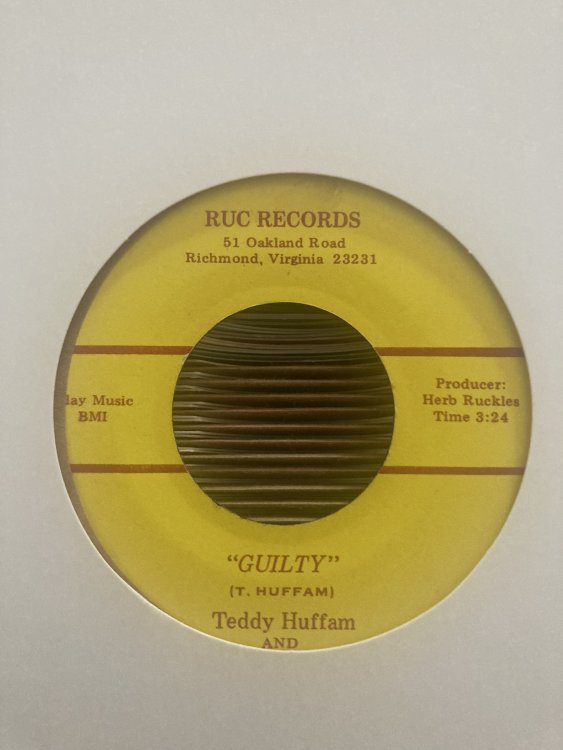 RUC RECORDS
51 Oakland Road
Richmond, Virginia 23231
Music
BMI
Producer:
Herb Ruckles
Time 3:24
"GUILTY"
(T. HUFFAM)
Teddy Huffam
AND